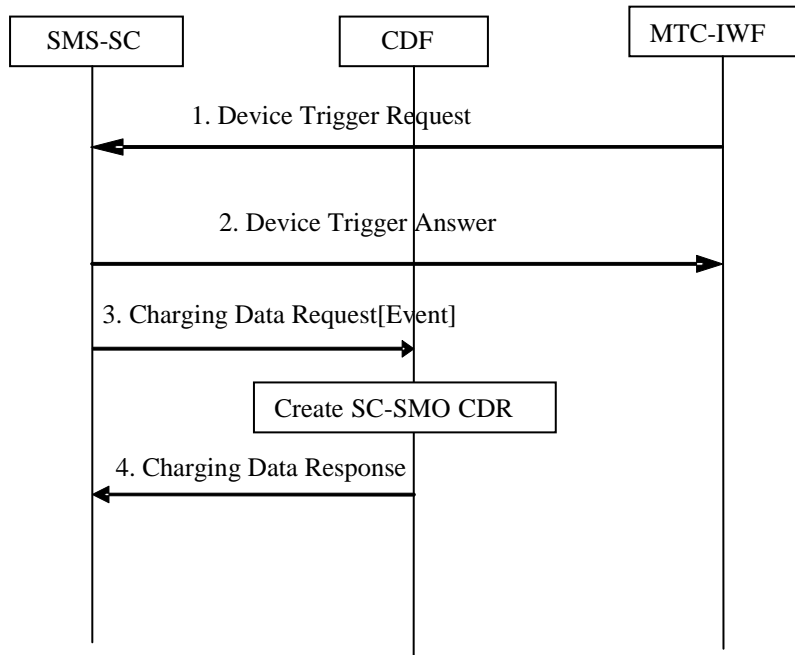 SMS-SC
CDF
MTC-IWF
1. Device Trigger Request
2. Device Trigger Answer
3. Charging Data Request[Event]
Create SC-SMO CDR
4. Charging Data Response